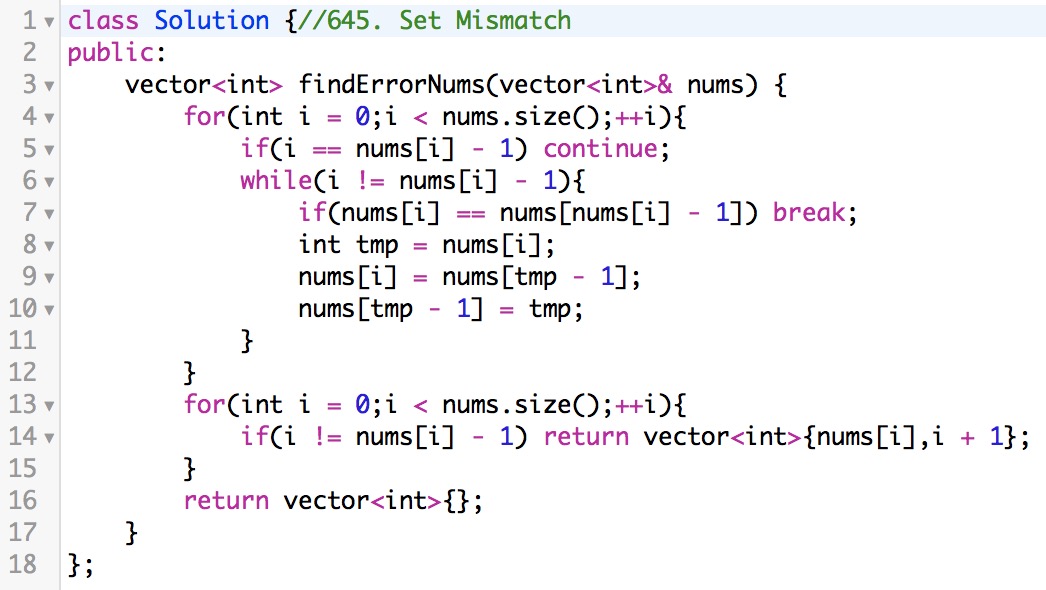 1 class Solution {//645. Set Mismatch
2 public:
3     vector<int> findErrorNums(vector<int>& nums) {
4         for(int i = 0;i < nums.size();++i){
5             if(i == nums[i] - 1) continue;
6             while(i != nums[i] - 1){
7                 if(nums[i] == nums[nums[i] - 1]) break;
8                 int tmp = nums[i];
9                 nums[i] = nums[tmp - 1];
10                 nums[tmp - 1] = tmp;
11             }
12         }
13         for(int i = 0;i < nums.size();++i){
14             if(i != nums[i] - 1) return vector<int>{nums[i],i + 1};
15         }
16         return vector<int>{};
17     }
18 };